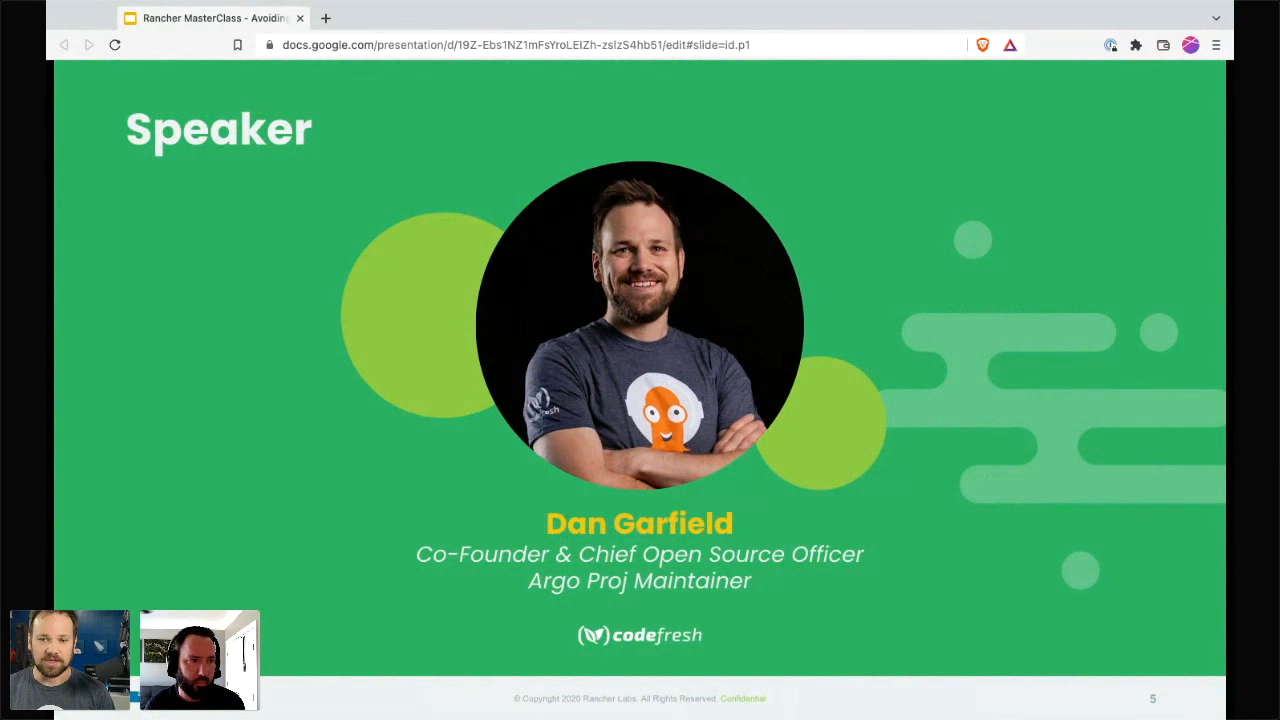 Rancher MasterClass - Avoiding
docs.google.com/presentation/d/19Z-Ebs1NZ1mFsYroLEIZh-zslzS4hb51/edit#slide=id.p1
Speaker
Dan Garfield
Co-Founder & Chief Open Source Officer
Argo Proj Maintainer
codefresh
© Copyright 2020 Rancher Labs. All Rights Reserved. Confidential
5